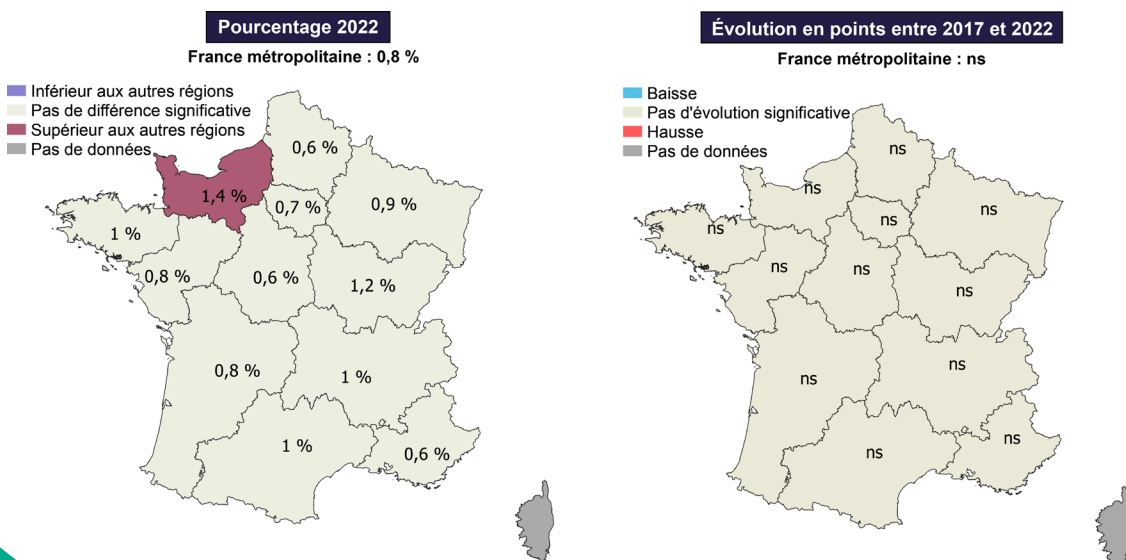 Pourcentage 2022
France métropolitaine : 0,8 %
Inférieur aux autres régions
Pas de différence significative
Supérieur aux autres régions
Pas de données
0,6 %
1,4 %
0,7 %
0,9 %
1 %
0,8 %
0,6 %
1,2 %
0,8 %
1 %
1 %
0,6 %
Évolution en points entre 2017 et 2022
France métropolitaine : ns
Baisse
Pas d'évolution significative
Hausse
Pas de données
ns
ns
ns
ns
ns
ns
ns
ns
ns
ns
ns
ns